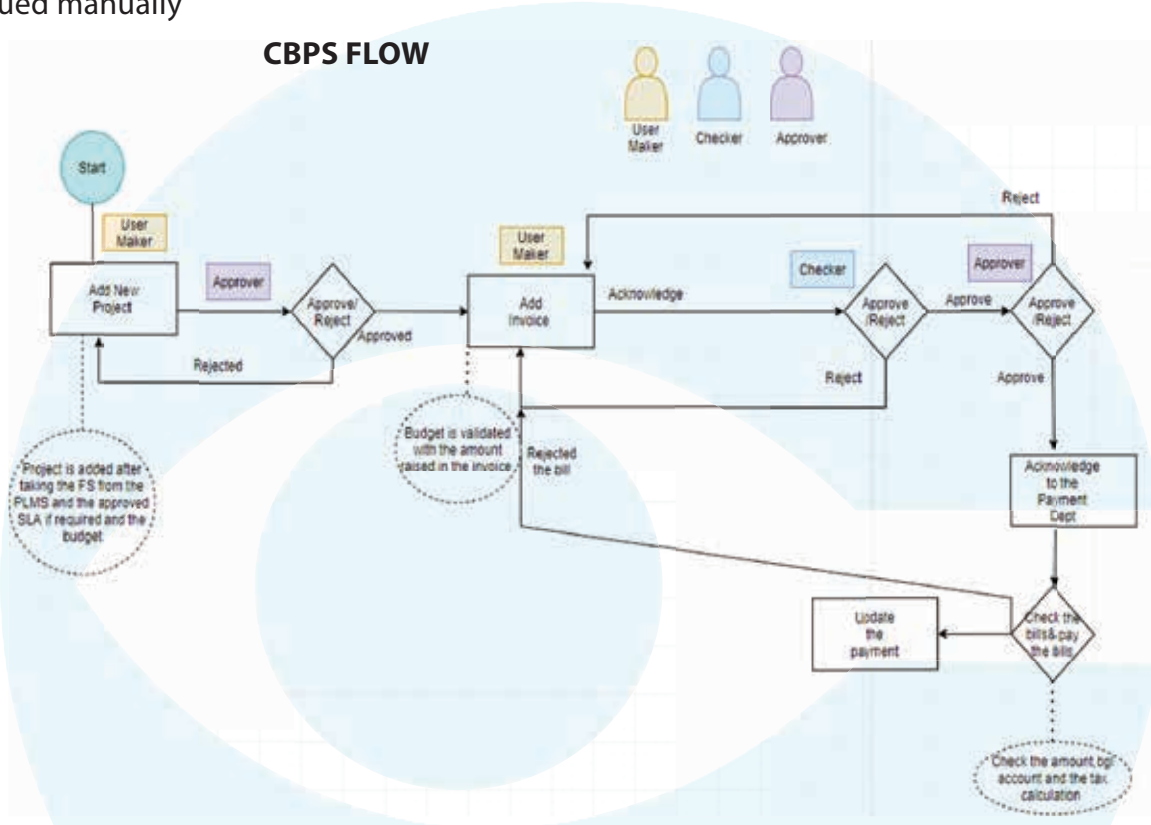 ued manually
CBPS FLOW
User
Maker
Checker
Approver
Start
User
Maker
Add New
Project
Approver
Approve/
Reject
Approved
Rejected
Project is added after
taking the FS from the
PLMS and the approved
SLA if required and the
budget
User
Maker
Add
Invoice
Budget is validated
with the amount
raised in the invoice
Acknowledge
Checker
Approve
/Reject
Approve
Reject
Approver
Approve
/Reject
Reject
Approve
Rejected
the bill
Acknowledge
to the
Payment
Dept
Check the
bills&pay
the bills
Update
the
payment
Check the amount,bgl
account and the tax
calculation